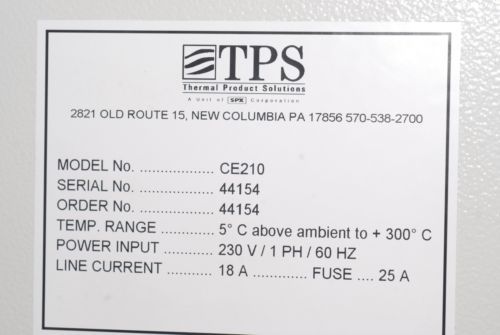 TPS
Thermal Product Solutions
A Unit of SPX Corporation
2821 OLD ROUTE 15, NEW COLUMBIA PA 17856 570-538-2700
MODEL No. .................. CE210
SERIAL No. ................. 44154
ORDER No. ................. 44154
TEMP. RANGE ............ 5° C above ambient to + 300° C
POWER INPUT ............ 230 V / 1 PH / 60 HZ
LINE CURRENT ........... 18 A ............. FUSE .... 25 A